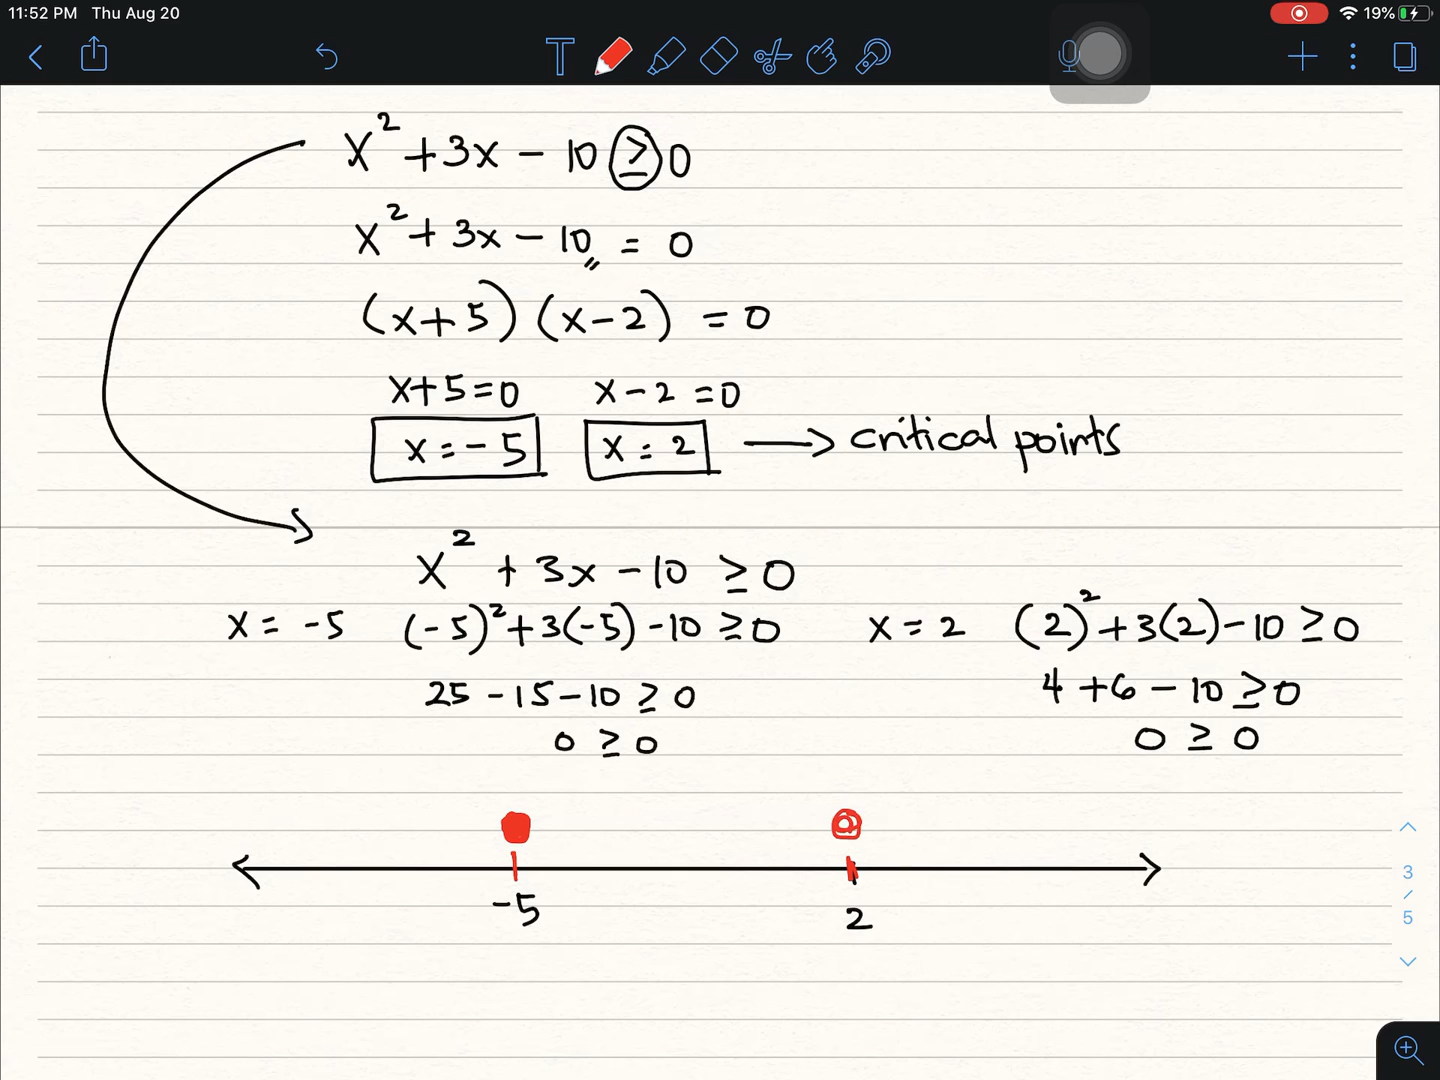 11:52 PM Thu Aug 20 19%
x² + 3x - 10 ≥ 0
x² + 3x - 10 = 0
(x+5) (x-2) = 0
x+5=0 x-2=0
x=-5 x=2 → critical points
x² + 3x - 10 ≥ 0
x = -5 (-5)² + 3(-5) - 10 ≥ 0 x = 2 (2)² + 3(2) - 10 ≥ 0
25 - 15 - 10 ≥ 0 4 + 6 - 10 ≥ 0
0 ≥ 0 0 ≥ 0
-5 2
3
/
5